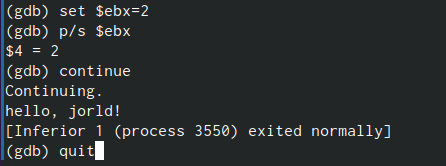 (gdb) set $ebx=2
(gdb) p/s $ebx
$4 = 2
(gdb) continue
Continuing.
hello, jorld!
[Inferior 1 (process 3550) exited normally]
(gdb) quit